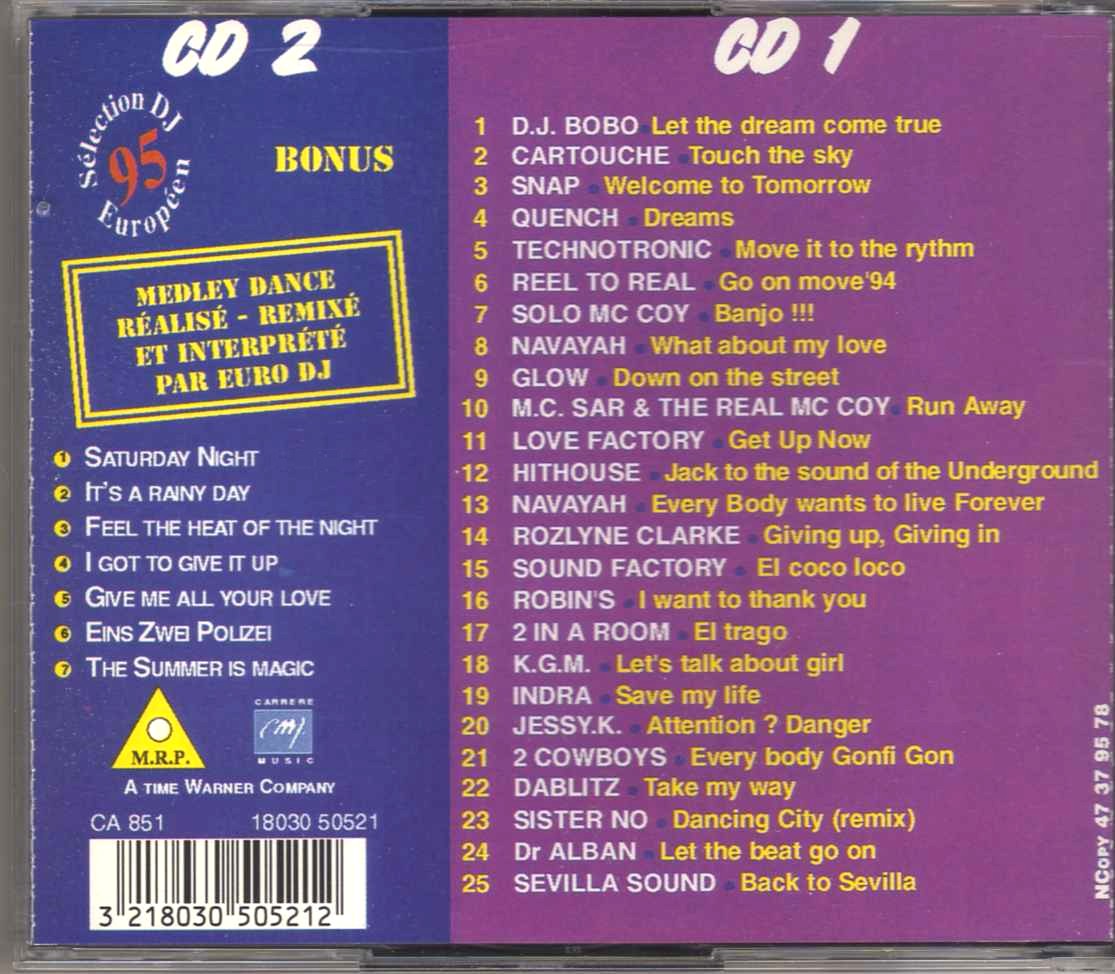 CD 2
Sélection DJ
95
Européen
BONUS
MEDLEY DANCE
RÉALISÉ - REMIXÉ
ET INTERPRÉTÉ
PAR EURO DJ
1 SATURDAY NIGHT
2 IT'S A RAINY DAY
3 FEEL THE HEAT OF THE NIGHT
4 I GOT TO GIVE IT UP
5 GIVE ME ALL YOUR LOVE
6 EINS ZWEI POLIZEI
7 THE SUMMER IS MAGIC
M.R.P.
CARRERE
CM
MUSIC
A TIME WARNER COMPANY
CA 851 18030 50521
3 218030 505212
CD 1
1 D.J. BOBO • Let the dream come true
2 CARTOUCHE • Touch the sky
3 SNAP • Welcome to Tomorrow
4 QUENCH • Dreams
5 TECHNOTRONIC • Move it to the rythm
6 REEL TO REAL • Go on move'94
7 SOLO MC COY • Banjo !!!
8 NAVAYAH • What about my love
9 GLOW • Down on the street
10 M.C. SAR & THE REAL MC COY • Run Away
11 LOVE FACTORY • Get Up Now
12 HITHOUSE • Jack to the sound of the Underground
13 NAVAYAH • Every Body wants to live Forever
14 ROZLYNE CLARKE • Giving up, Giving in
15 SOUND FACTORY • El coco loco
16 ROBIN'S • I want to thank you
17 2 IN A ROOM • El trago
18 K.G.M. • Let's talk about girl
19 INDRA • Save my life
20 JESSY.K. • Attention ? Danger
21 2 COWBOYS • Every body Gonfi Gon
22 DABLITZ • Take my way
23 SISTER NO • Dancing City (remix)
24 Dr ALBAN • Let the beat go on
25 SEVILLA SOUND • Back to Sevilla
NCOPY 47 37 95 78